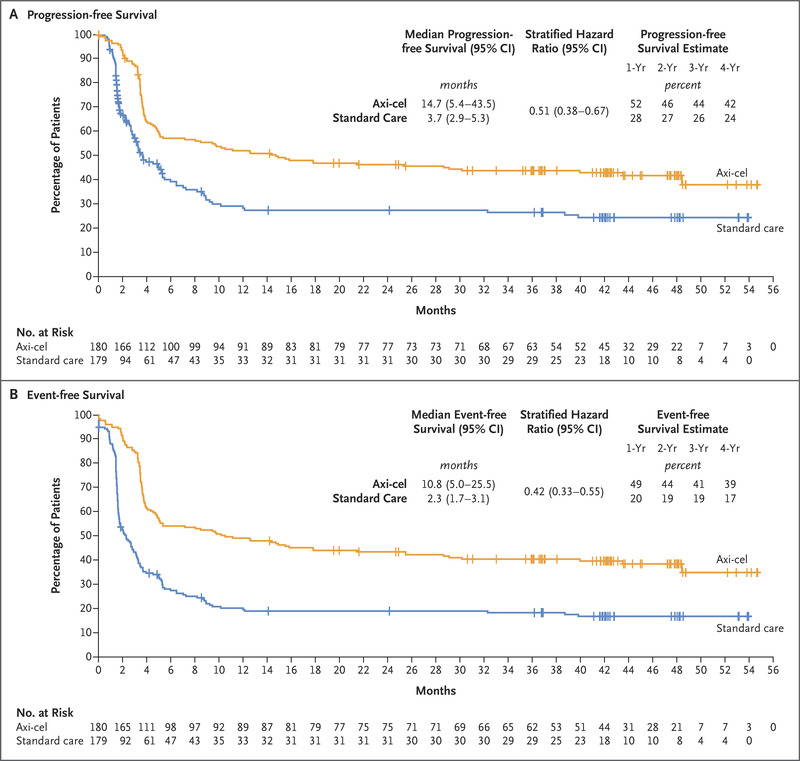 A Progression-free Survival
Median Progression-
free Survival (95% CI)
Stratified Hazard
Ratio (95% CI)
Progression-free
Survival Estimate
1-Yr 2-Yr 3-Yr 4-Yr
months
percent
Axi-cel 14.7 (5.4–43.5) 52 46 44 42
0.51 (0.38–0.67)
Standard Care 3.7 (2.9–5.3) 28 27 26 24
Percentage of Patients
100
90
80
70
60
50
40
30
20
10
0
Axi-cel
Standard care
0 2 4 6 8 10 12 14 16 18 20 22 24 26 28 30 32 34 36 38 40 42 44 46 48 50 52 54 56
Months
No. at Risk
Axi-cel 180 166 112 100 99 94 91 89 83 81 79 77 77 73 73 71 68 67 63 54 52 45 32 29 22 7 7 3 0
Standard care 179 94 61 47 43 35 33 32 31 31 31 31 31 30 30 30 30 29 29 25 23 18 10 10 8 4 4 0
B Event-free Survival
Median Event-free
Survival (95% CI)
Stratified Hazard
Ratio (95% CI)
Event-free
Survival Estimate
1-Yr 2-Yr 3-Yr 4-Yr
months
percent
Axi-cel 10.8 (5.0–25.5) 49 44 41 39
0.42 (0.33–0.55)
Standard Care 2.3 (1.7–3.1) 20 19 19 17
Percentage of Patients
100
90
80
70
60
50
40
30
20
10
0
Axi-cel
Standard care
0 2 4 6 8 10 12 14 16 18 20 22 24 26 28 30 32 34 36 38 40 42 44 46 48 50 52 54 56
Months
No. at Risk
Axi-cel 180 165 111 98 97 92 89 87 81 79 77 75 75 71 71 69 66 65 62 53 51 44 31 28 21 7 7 3 0
Standard care 179 92 61 47 43 35 33 32 31 31 31 31 31 30 30 30 30 29 29 25 23 18 10 10 8 4 4 0